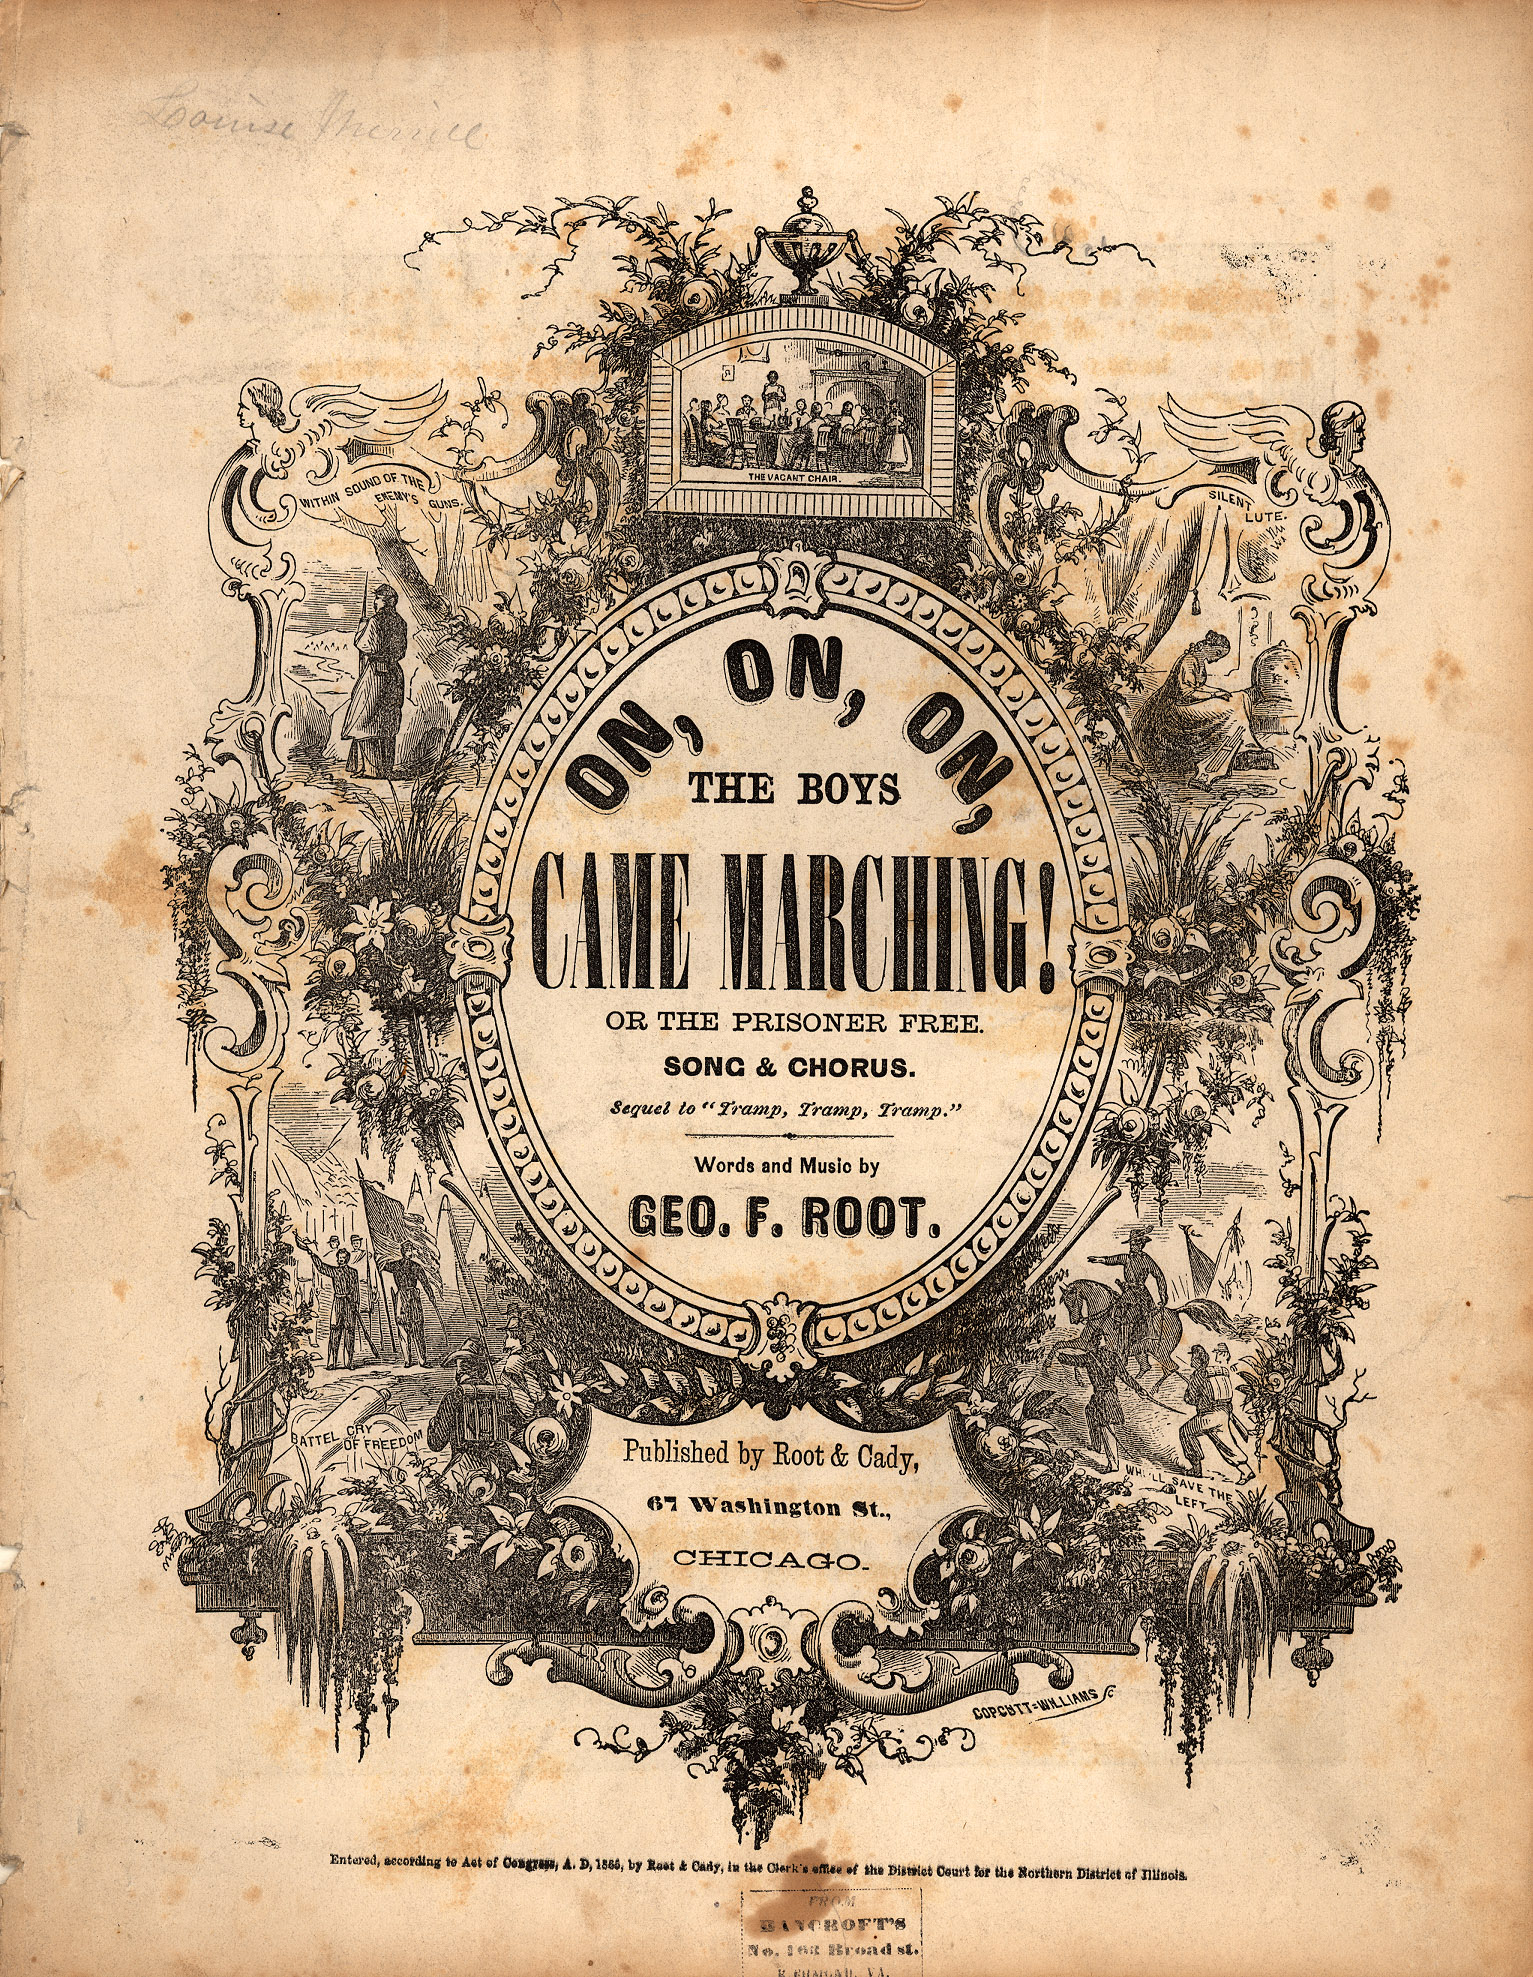 Louise Merrill
THE VACANT CHAIR.
WITHIN SOUND OF THE
ENEMY'S GUNS.
SILENT
LUTE.
ON, ON, ON,
THE BOYS
CAME MARCHING!
OR THE PRISONER FREE.
SONG & CHORUS.
Sequel to "Tramp, Tramp, Tramp."
Words and Music by
GEO. F. ROOT.
BATTEL CRY
OF FREEDOM
SAVE THE
LEFT
Published by Root & Cady,
67 Washington St.,
CHICAGO.
COPCUTT=WILLIAMS
Entered, according to Act of Congress, A. D, 1865, by Root & Cady, in the Clerk's office of the District Court for the Northern District of Illinois.
FROM
BANCROFT'S
No. 163 Broad st.
VA.